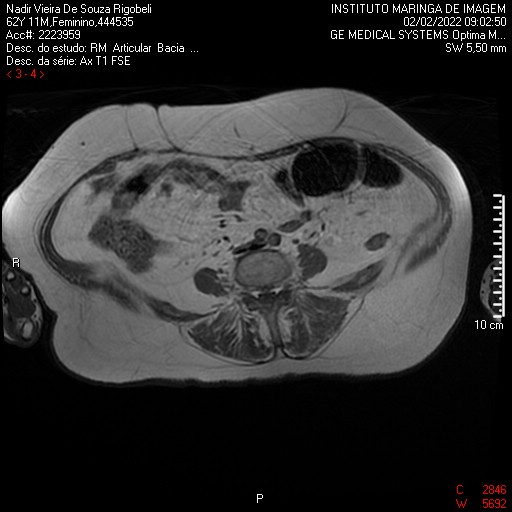 Nadir Vieira De Souza Rigobeli
62Y 11M,Feminino,444535
Acc#: 2223959
Desc. do estudo: RM Articular Bacia ...
Desc. da série: Ax T1 FSE
< 3 - 4 >
INSTITUTO MARINGA DE IMAGEM
02/02/2022 09:02:50
GE MEDICAL SYSTEMS Optima M...
SW 5,50 mm
R
10 cm
P
C 2846
W 5692